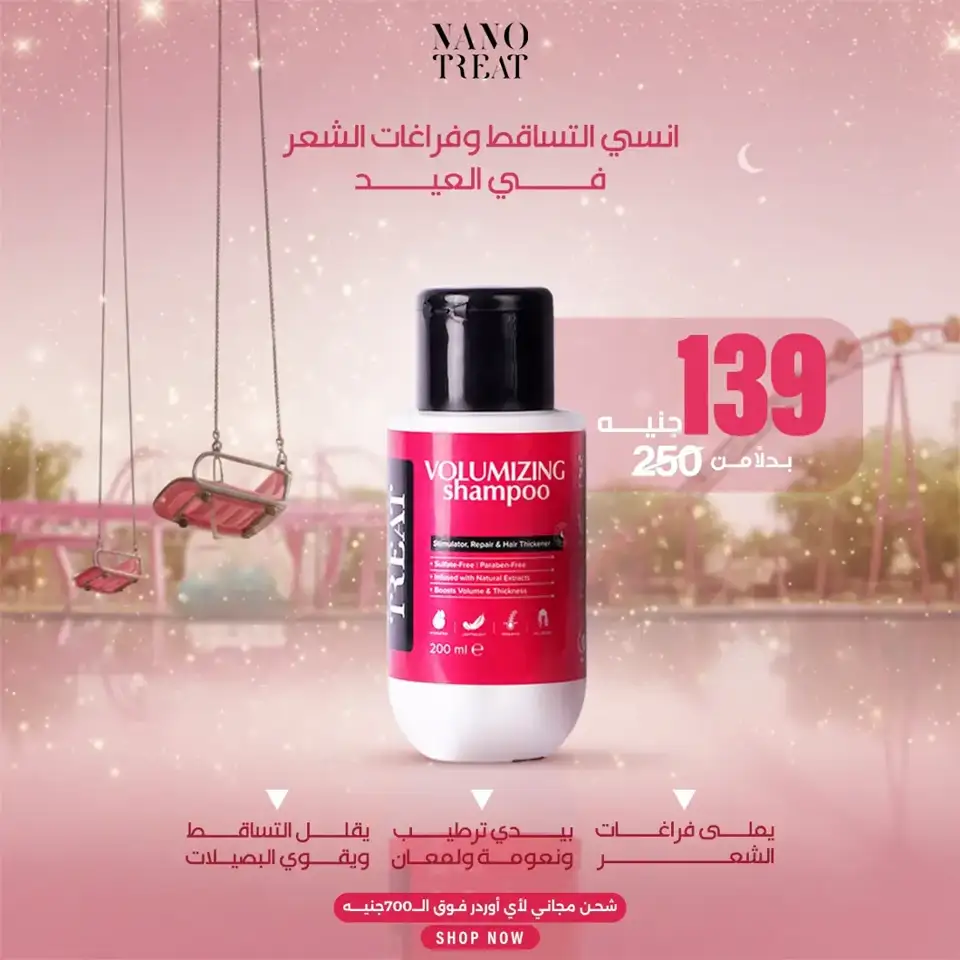 NANO
TREAT
انسي التساقط وفراغات الشعر
في العيد
139 جنيه
بدلا من 250
TREAT
VOLUMIZING
shampoo
Stimulator, Repair & Hair Thickener
Sulfate-Free | Paraben-Free
Infused with Natural Extracts
Boosts Volume & Thickness
200 ml e
يملى فراغات
الشعر
بيدي ترطيب
ونعومة ولمعان
يقلل التساقط
ويقوي البصيلات
شحن مجاني لأي أوردر فوق الـ700جنيه
SHOP NOW